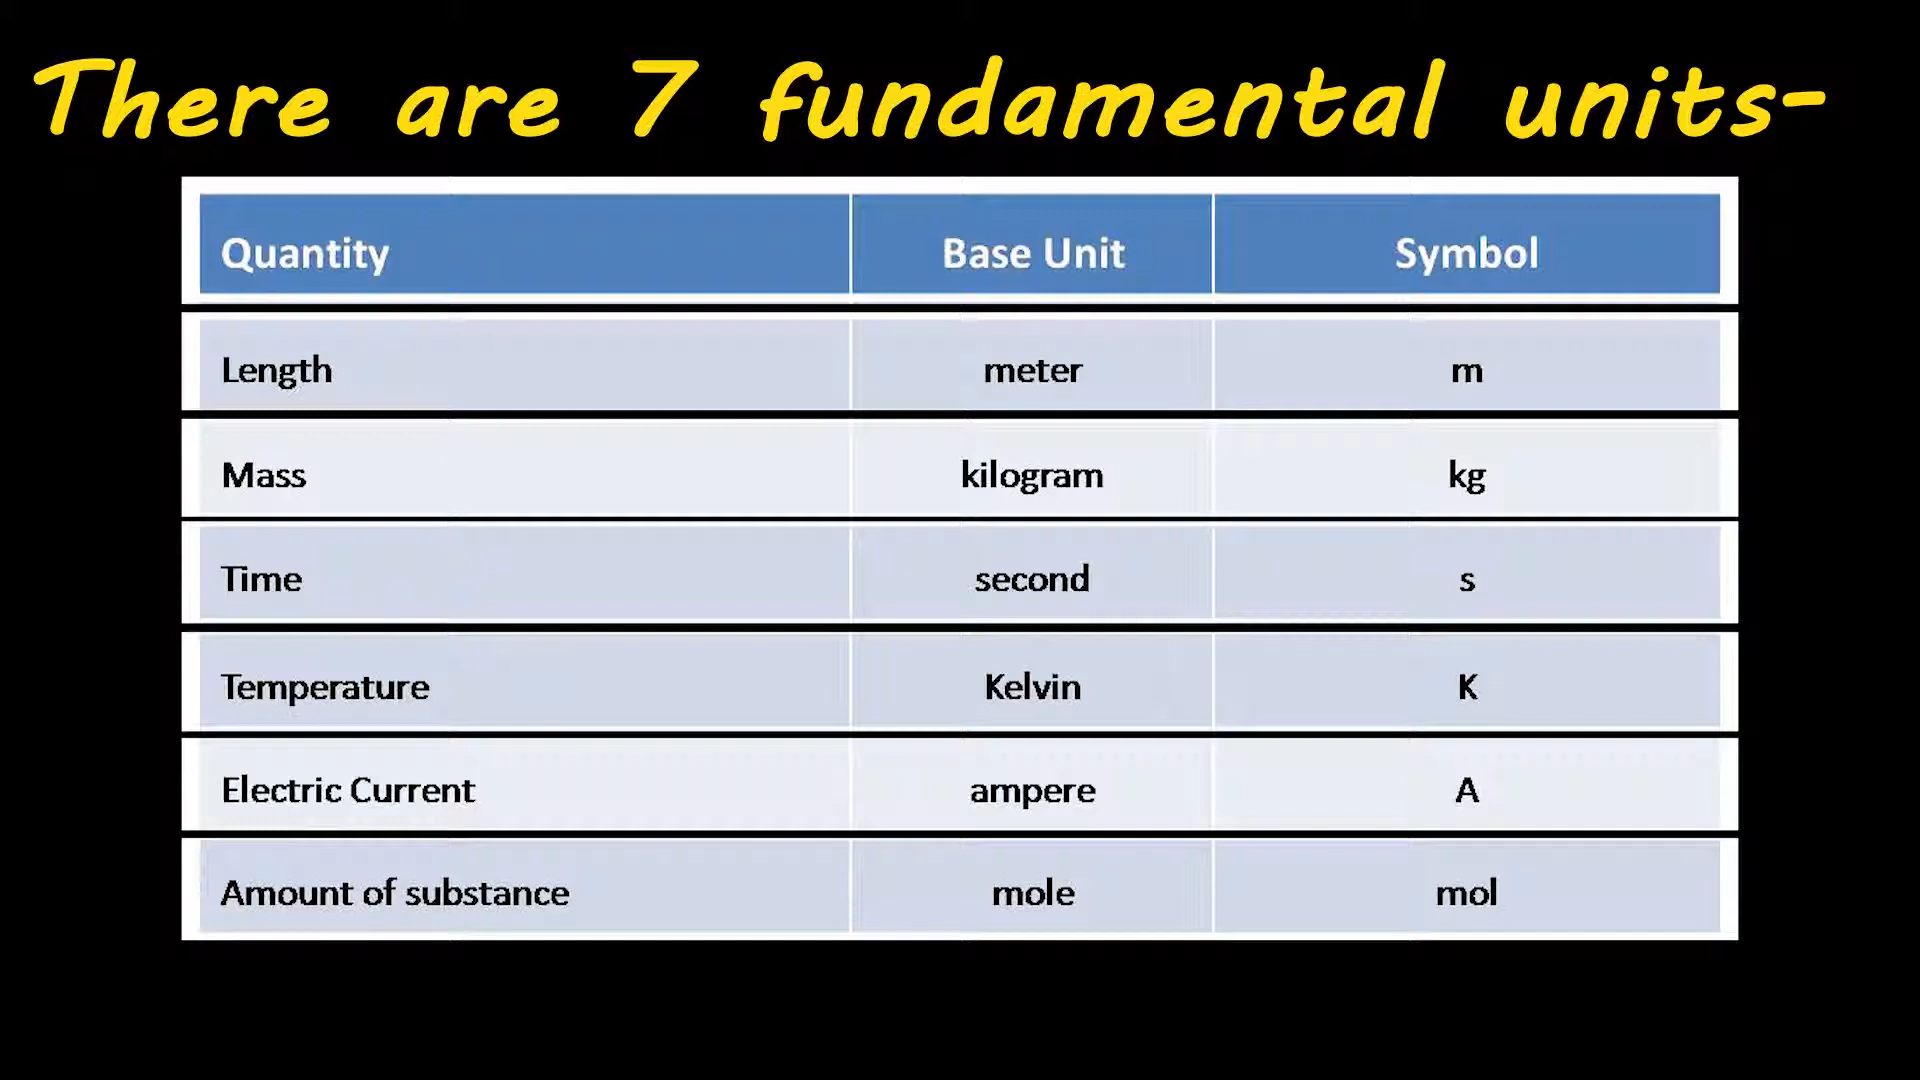 There are 7 fundamental units-
Quantity Base Unit Symbol
Length meter m
Mass kilogram kg
Time second s
Temperature Kelvin K
Electric Current ampere A
Amount of substance mole mol